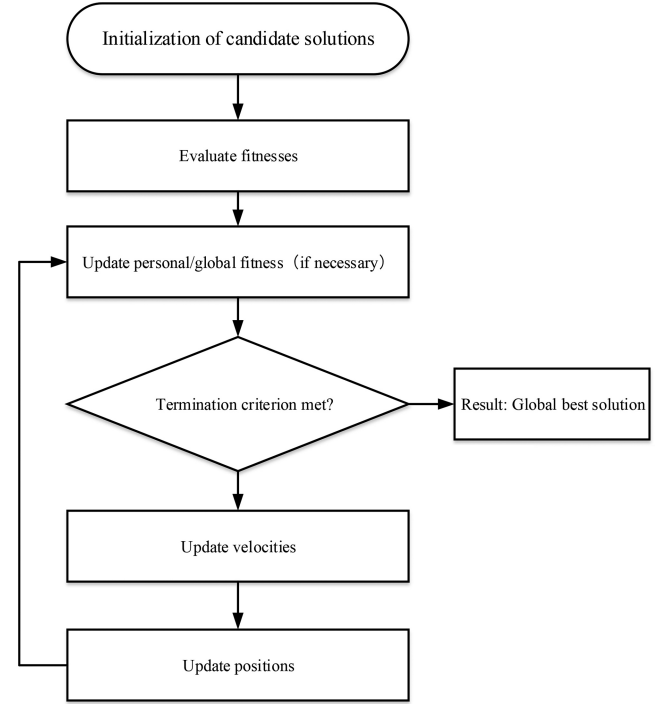 Initialization of candidate solutions
Evaluate fitnesses
Update personal/global fitness（if necessary）
Termination criterion met?
Result: Global best solution
Update velocities
Update positions